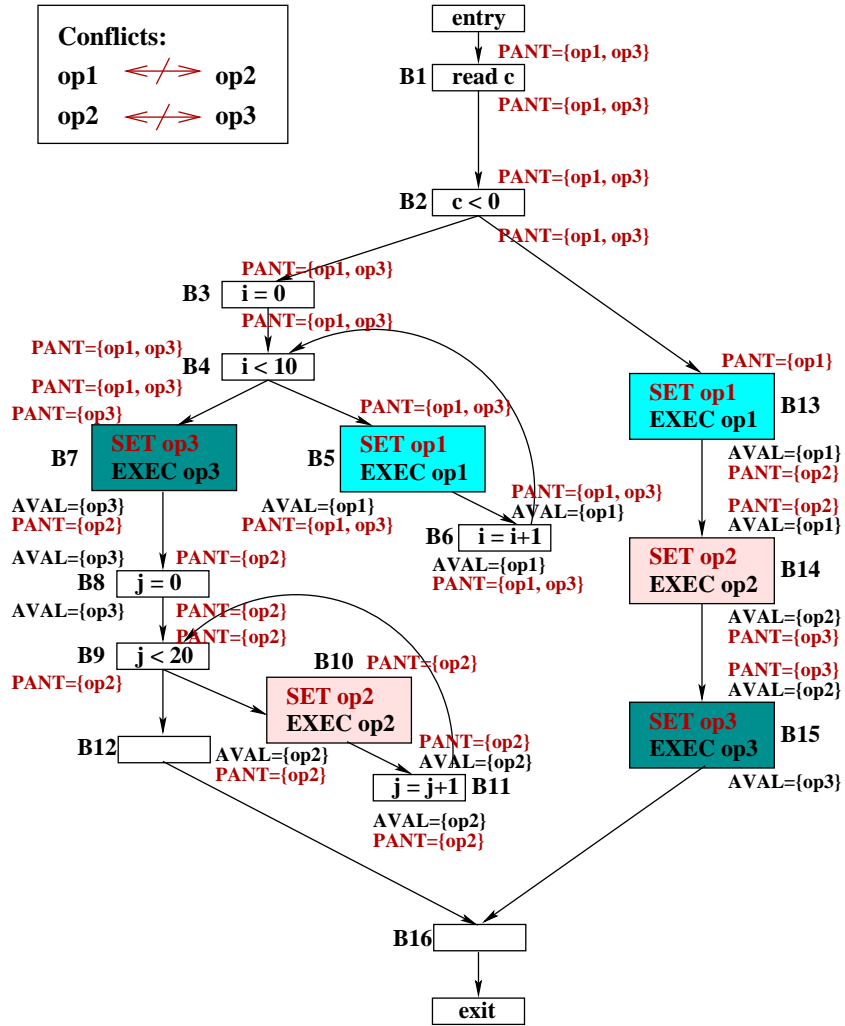 entry
Conflicts:
op1 op2
op2 op3
PANT={op1, op3}
B1 read c
PANT={op1, op3}
PANT={op1, op3}
B2 c < 0
PANT={op1, op3}
PANT={op1, op3}
B3 i = 0
PANT={op1, op3}
PANT={op1, op3}
B4 i < 10
PANT={op1, op3}
PANT={op1}
PANT={op3}
PANT={op1, op3}
SET op3
EXEC op3
B7
SET op1
EXEC op1
B5
SET op1
EXEC op1
B13
AVAL={op3}
PANT={op2}
AVAL={op1}
PANT={op1, op3}
PANT={op1, op3}
AVAL={op1}
B6 i = i+1
AVAL={op1}
PANT={op1, op3}
AVAL={op1}
PANT={op2}
PANT={op2}
AVAL={op1}
SET op2
EXEC op2
B14
AVAL={op2}
PANT={op3}
PANT={op3}
AVAL={op2}
SET op3
EXEC op3
B15
AVAL={op3}
AVAL={op3}
PANT={op2}
B8 j = 0
AVAL={op3}
PANT={op2}
PANT={op2}
B9 j < 20
PANT={op2}
B10
PANT={op2}
SET op2
EXEC op2
B12
AVAL={op2}
PANT={op2}
PANT={op2}
AVAL={op2}
j = j+1 B11
AVAL={op2}
PANT={op2}
B16
exit